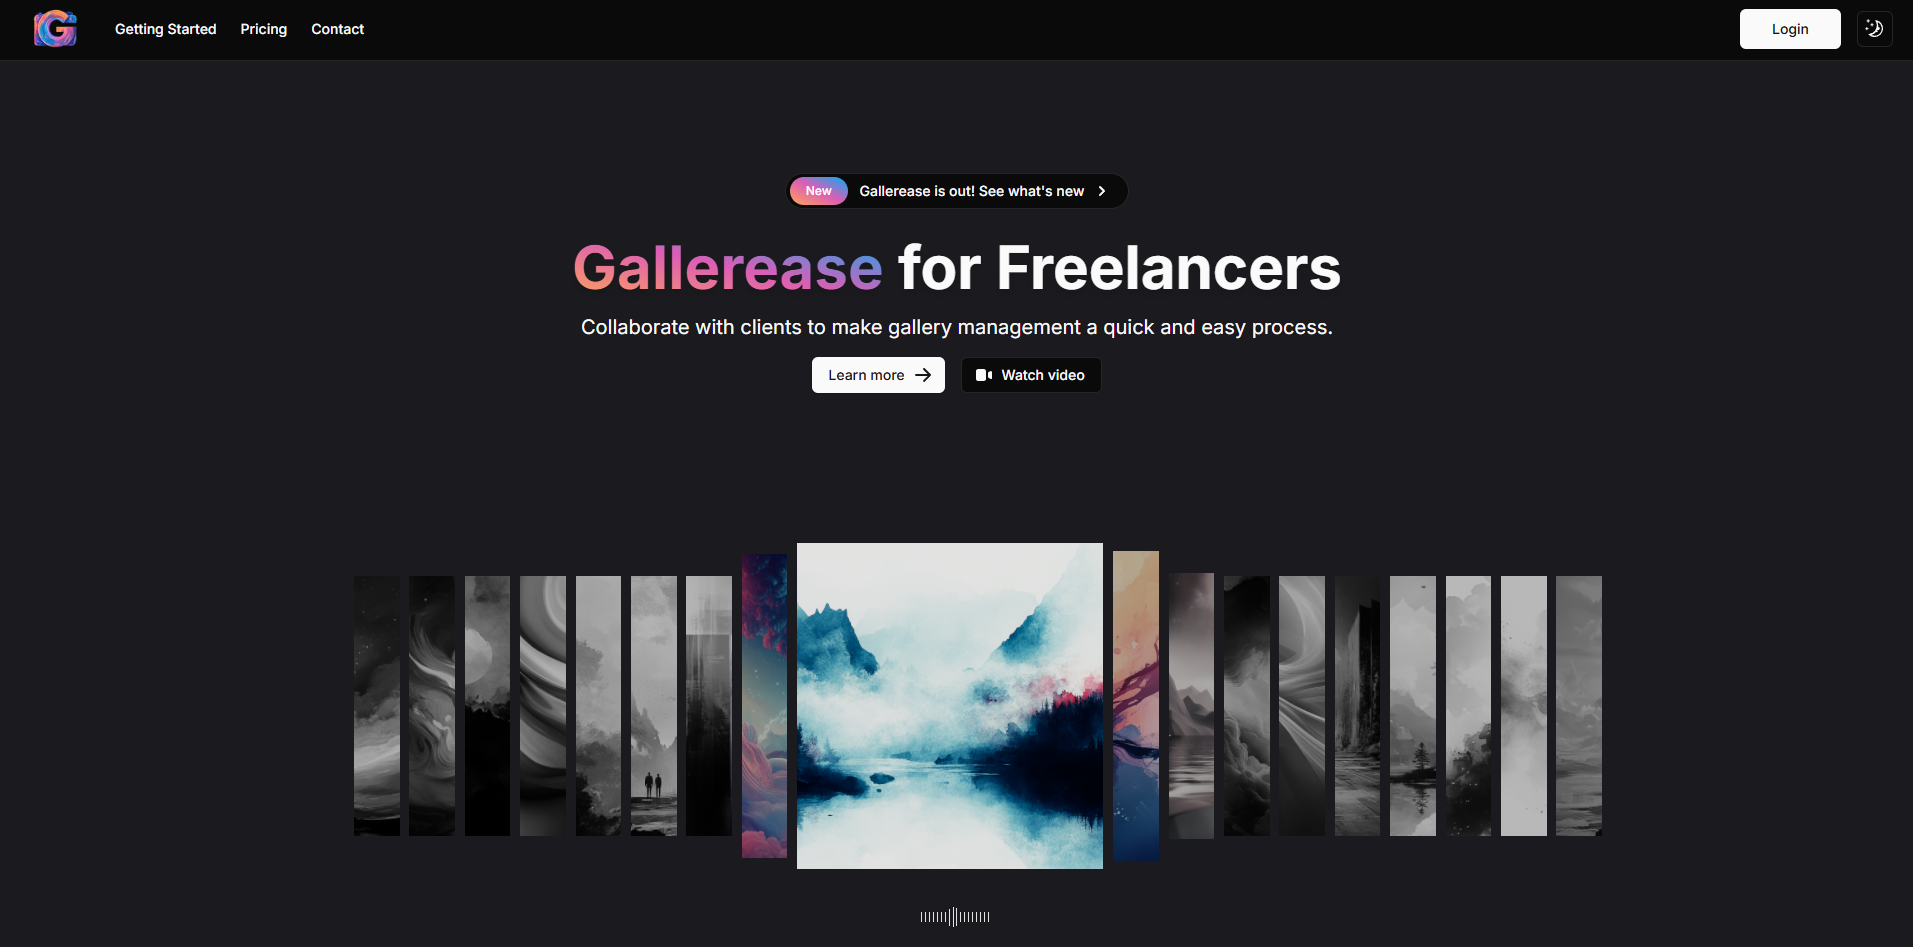 G
Getting Started Pricing Contact Login
New Gallerease is out! See what's new
Gallerease for Freelancers
Collaborate with clients to make gallery management a quick and easy process.
Learn more Watch video